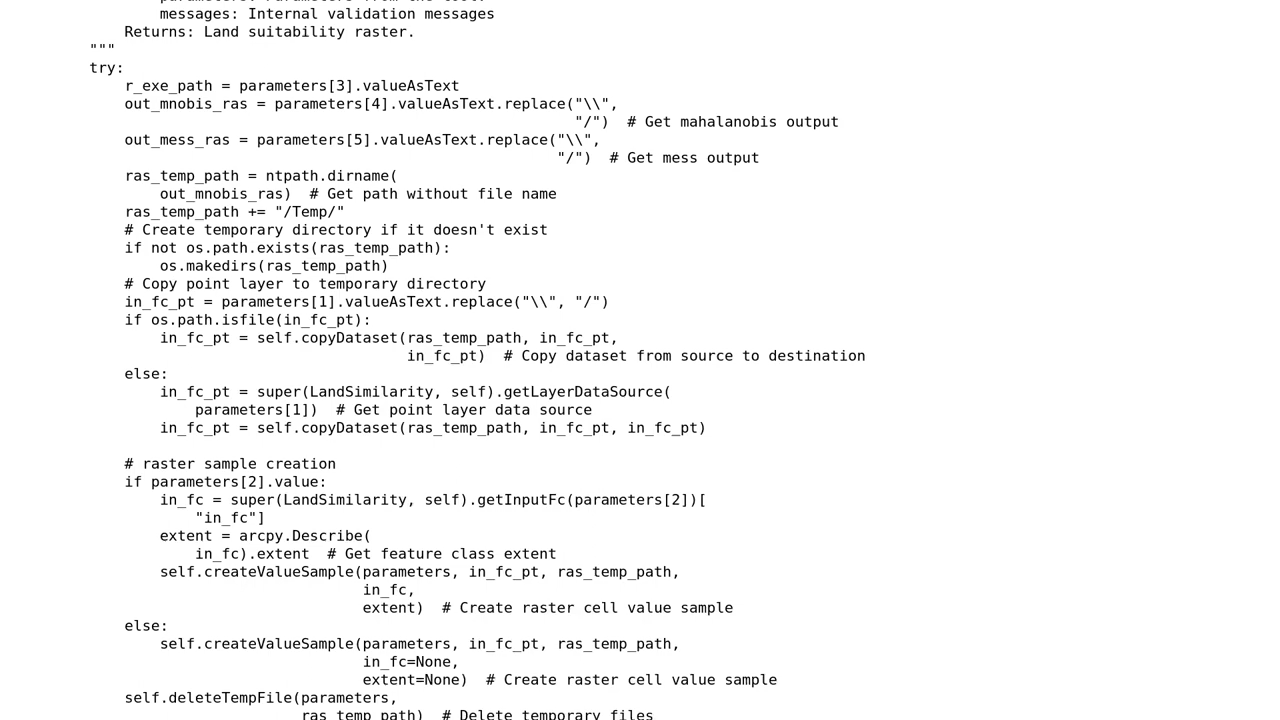 messages: Internal validation messages
Returns: Land suitability raster.
"""
try:
r_exe_path = parameters[3].valueAsText
out_mnobis_ras = parameters[4].valueAsText.replace("\\",
"/")  # Get mahalanobis output
out_mess_ras = parameters[5].valueAsText.replace("\\",
"/")  # Get mess output
ras_temp_path = ntpath.dirname(
out_mnobis_ras)  # Get path without file name
ras_temp_path += "/Temp/"
# Create temporary directory if it doesn't exist
if not os.path.exists(ras_temp_path):
os.makedirs(ras_temp_path)
# Copy point layer to temporary directory
in_fc_pt = parameters[1].valueAsText.replace("\\", "/")
if os.path.isfile(in_fc_pt):
in_fc_pt = self.copyDataset(ras_temp_path, in_fc_pt,
in_fc_pt)  # Copy dataset from source to destination
else:
in_fc_pt = super(LandSimilarity, self).getLayerDataSource(
parameters[1])  # Get point layer data source
in_fc_pt = self.copyDataset(ras_temp_path, in_fc_pt, in_fc_pt)
# raster sample creation
if parameters[2].value:
in_fc = super(LandSimilarity, self).getInputFc(parameters[2])[
"in_fc"]
extent = arcpy.Describe(
in_fc).extent  # Get feature class extent
self.createValueSample(parameters, in_fc_pt, ras_temp_path,
in_fc,
extent)  # Create raster cell value sample
else:
self.createValueSample(parameters, in_fc_pt, ras_temp_path,
in_fc=None,
extent=None)  # Create raster cell value sample
self.deleteTempFile(parameters,
ras_temp_path)  # Delete temporary files